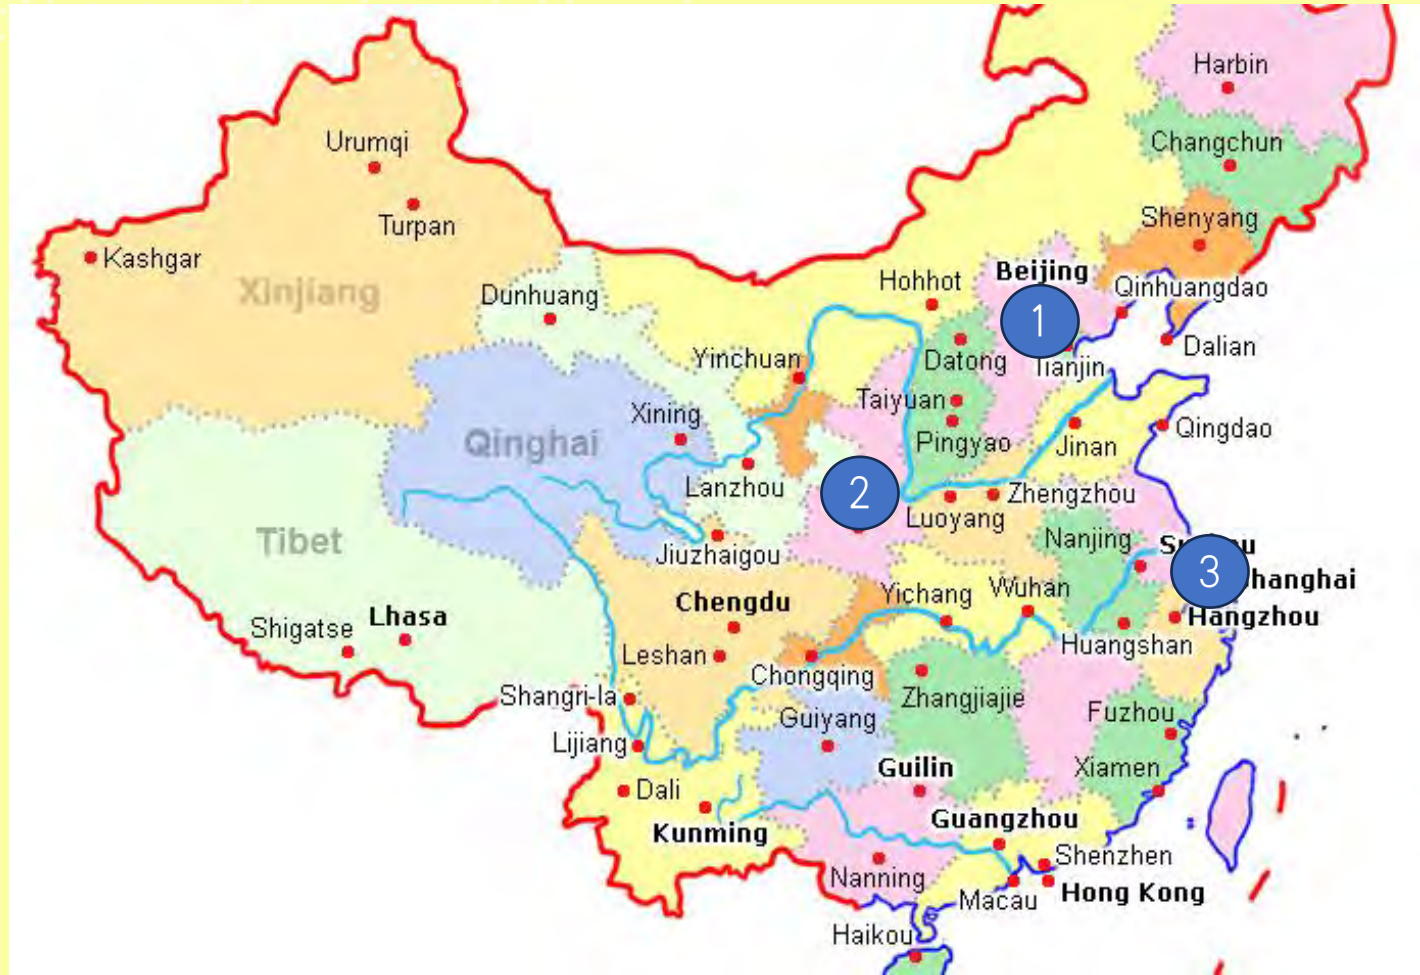 Harbin
Changchun
Urumqi
Shenyang
Turpan
Kashgar
Beijing
Hohhot
Qinhuangdao
Xinjiang
Dunhuang
1
Datong
Dalian
Yinchuan
Tianjin
Taiyuan
Xining
Qinghai
Pingyao
Jinan
Qingdao
Lanzhou
2
Zhengzhou
Luoyang
Tibet
Jiuzhaigou
Nanjing
3
Shanghai
Yichang
Wuhan
Chengdu
Lhasa
Hangzhou
Shigatse
Leshan
Huangshan
Chongqing
Shangri-la
Zhangjiajie
Guiyang
Fuzhou
Lijiang
Guilin
Xiamen
Dali
Guangzhou
Kunming
Shenzhen
Nanning
Macau
Hong Kong
Haikou